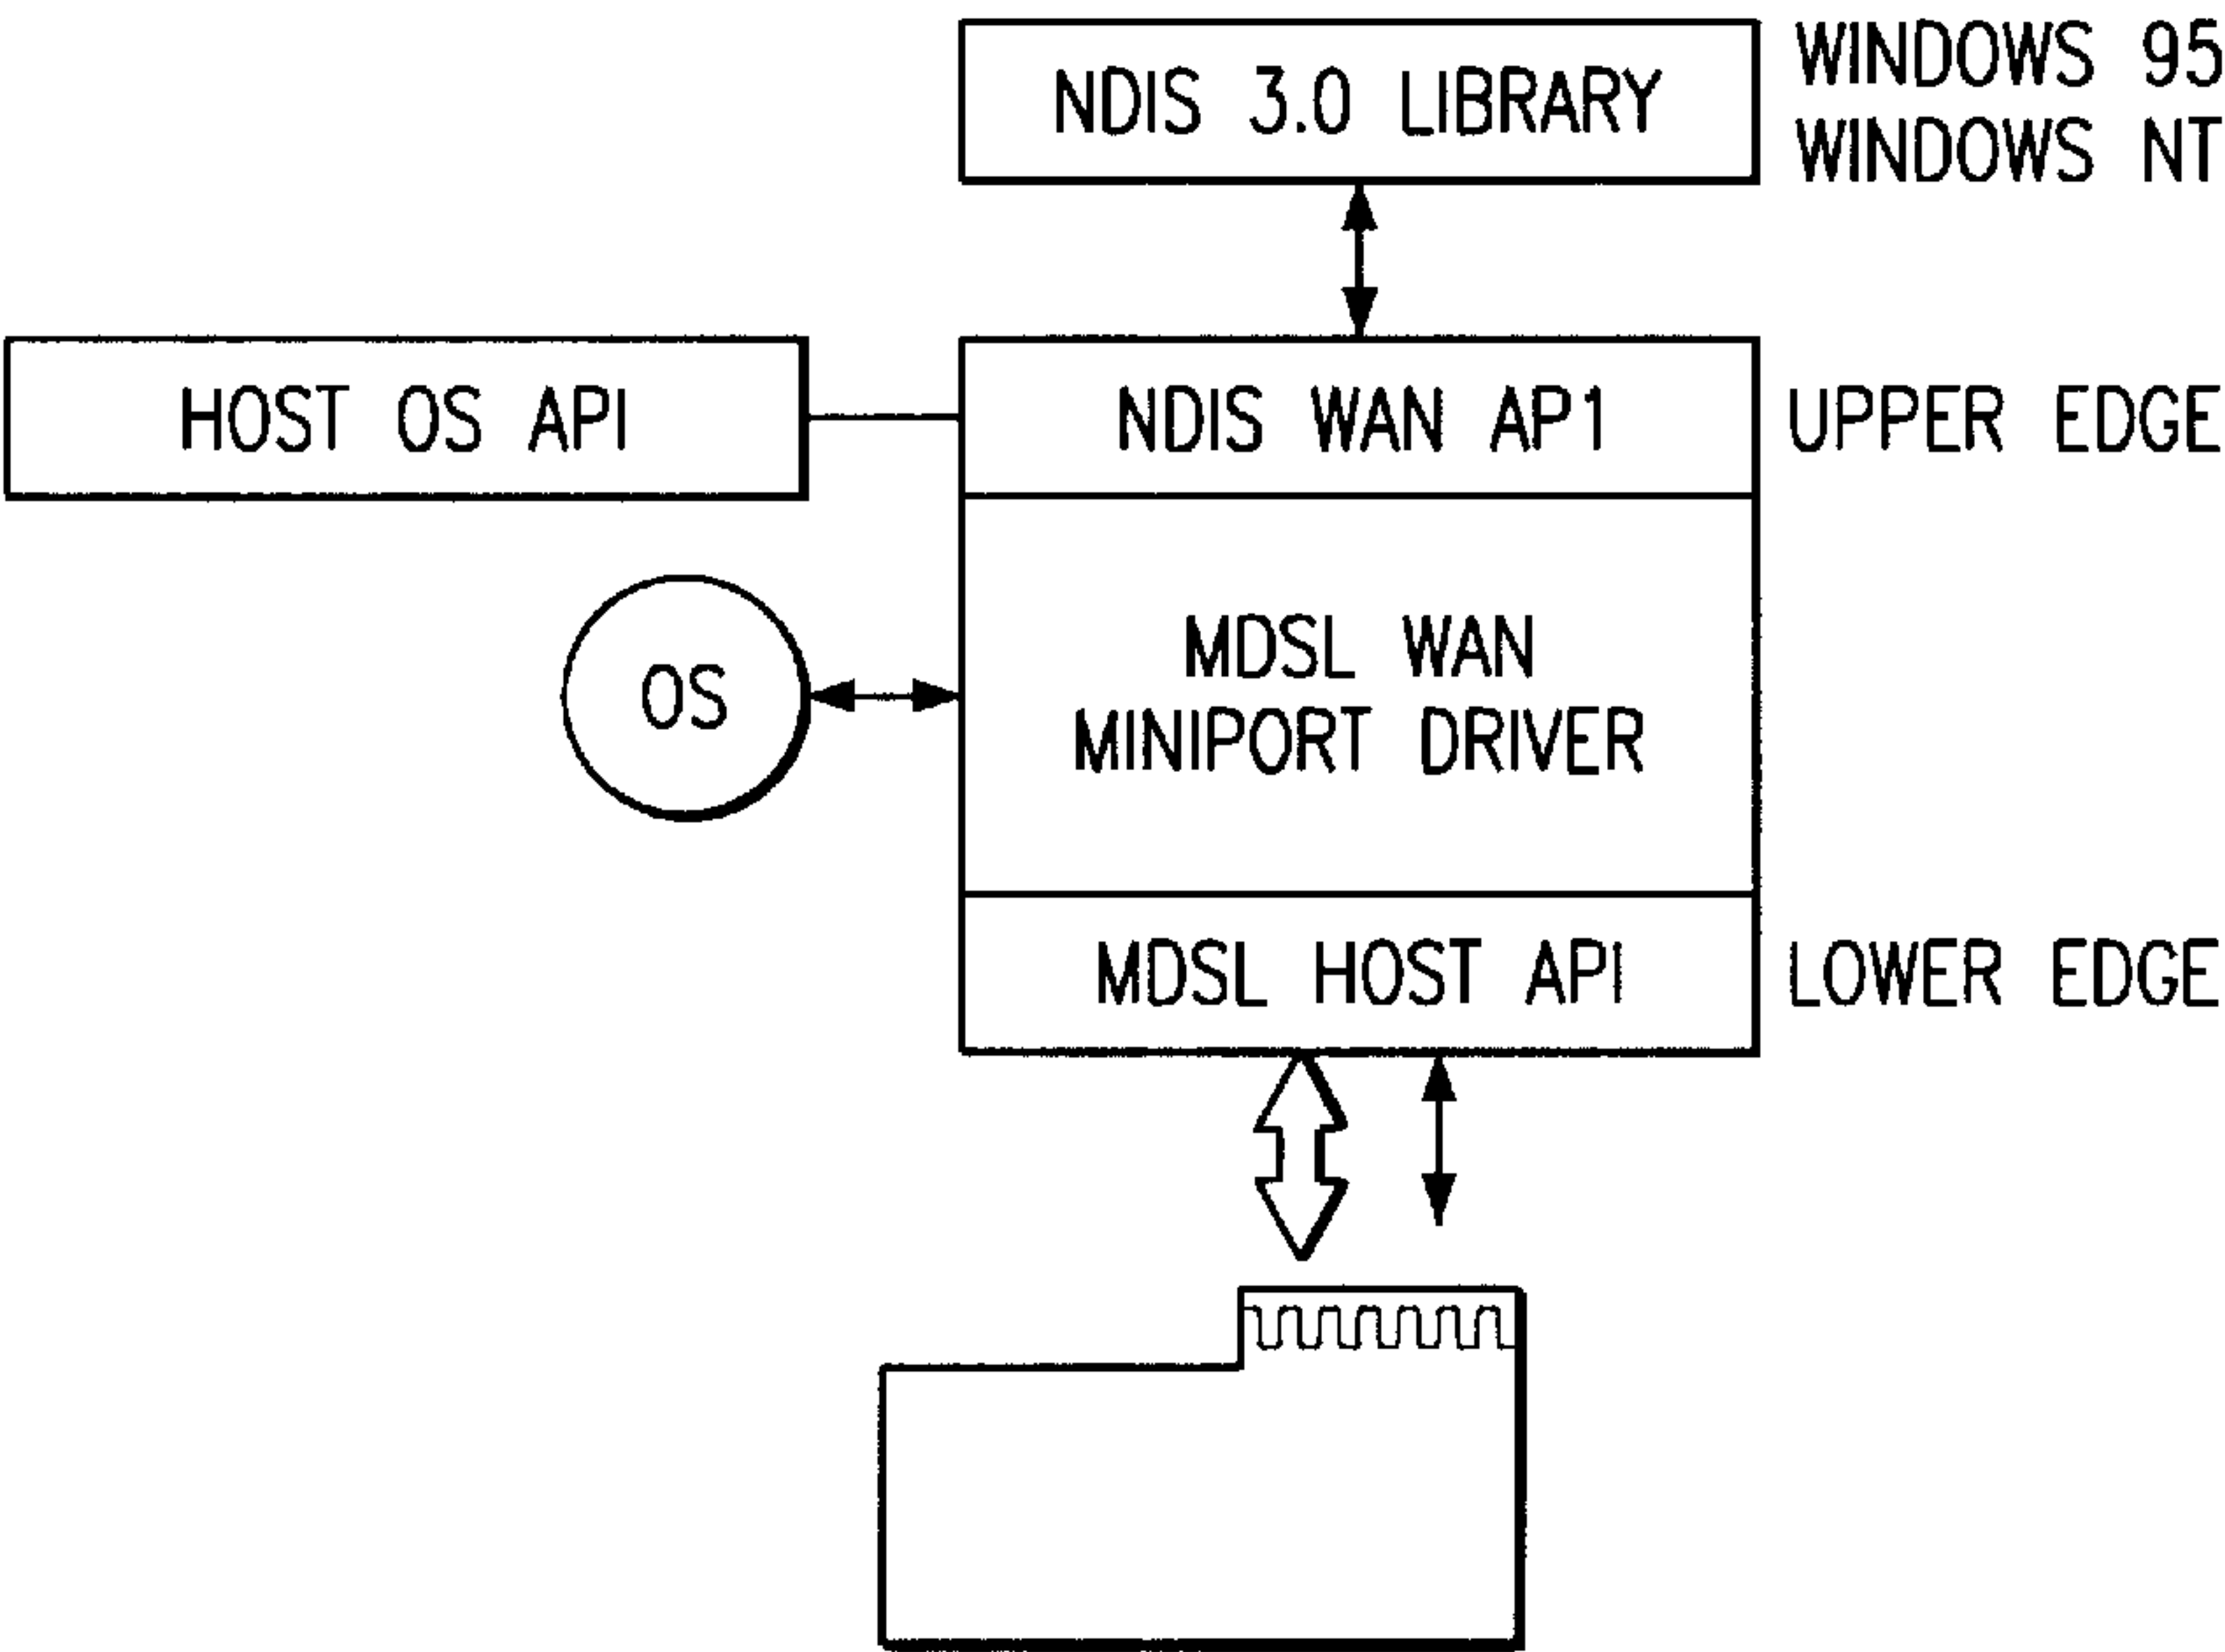 NDIS 3.0 LIBRARY
WINDOWS 95
WINDOWS NT
HOST OS API
NDIS WAN AP1
UPPER EDGE
OS
MDSL WAN
MINIPORT DRIVER
MDSL HOST API
LOWER EDGE